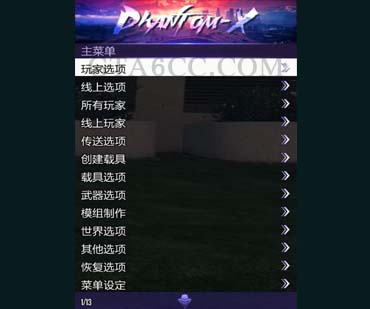 PHANTOM-X
主菜单
GTA6CC.COM
玩家选项
线上选项
所有玩家
线上玩家
传送选项
创建载具
载具选项
武器选项
模组制作
世界选项
其他选项
恢复选项
菜单设定
1/13